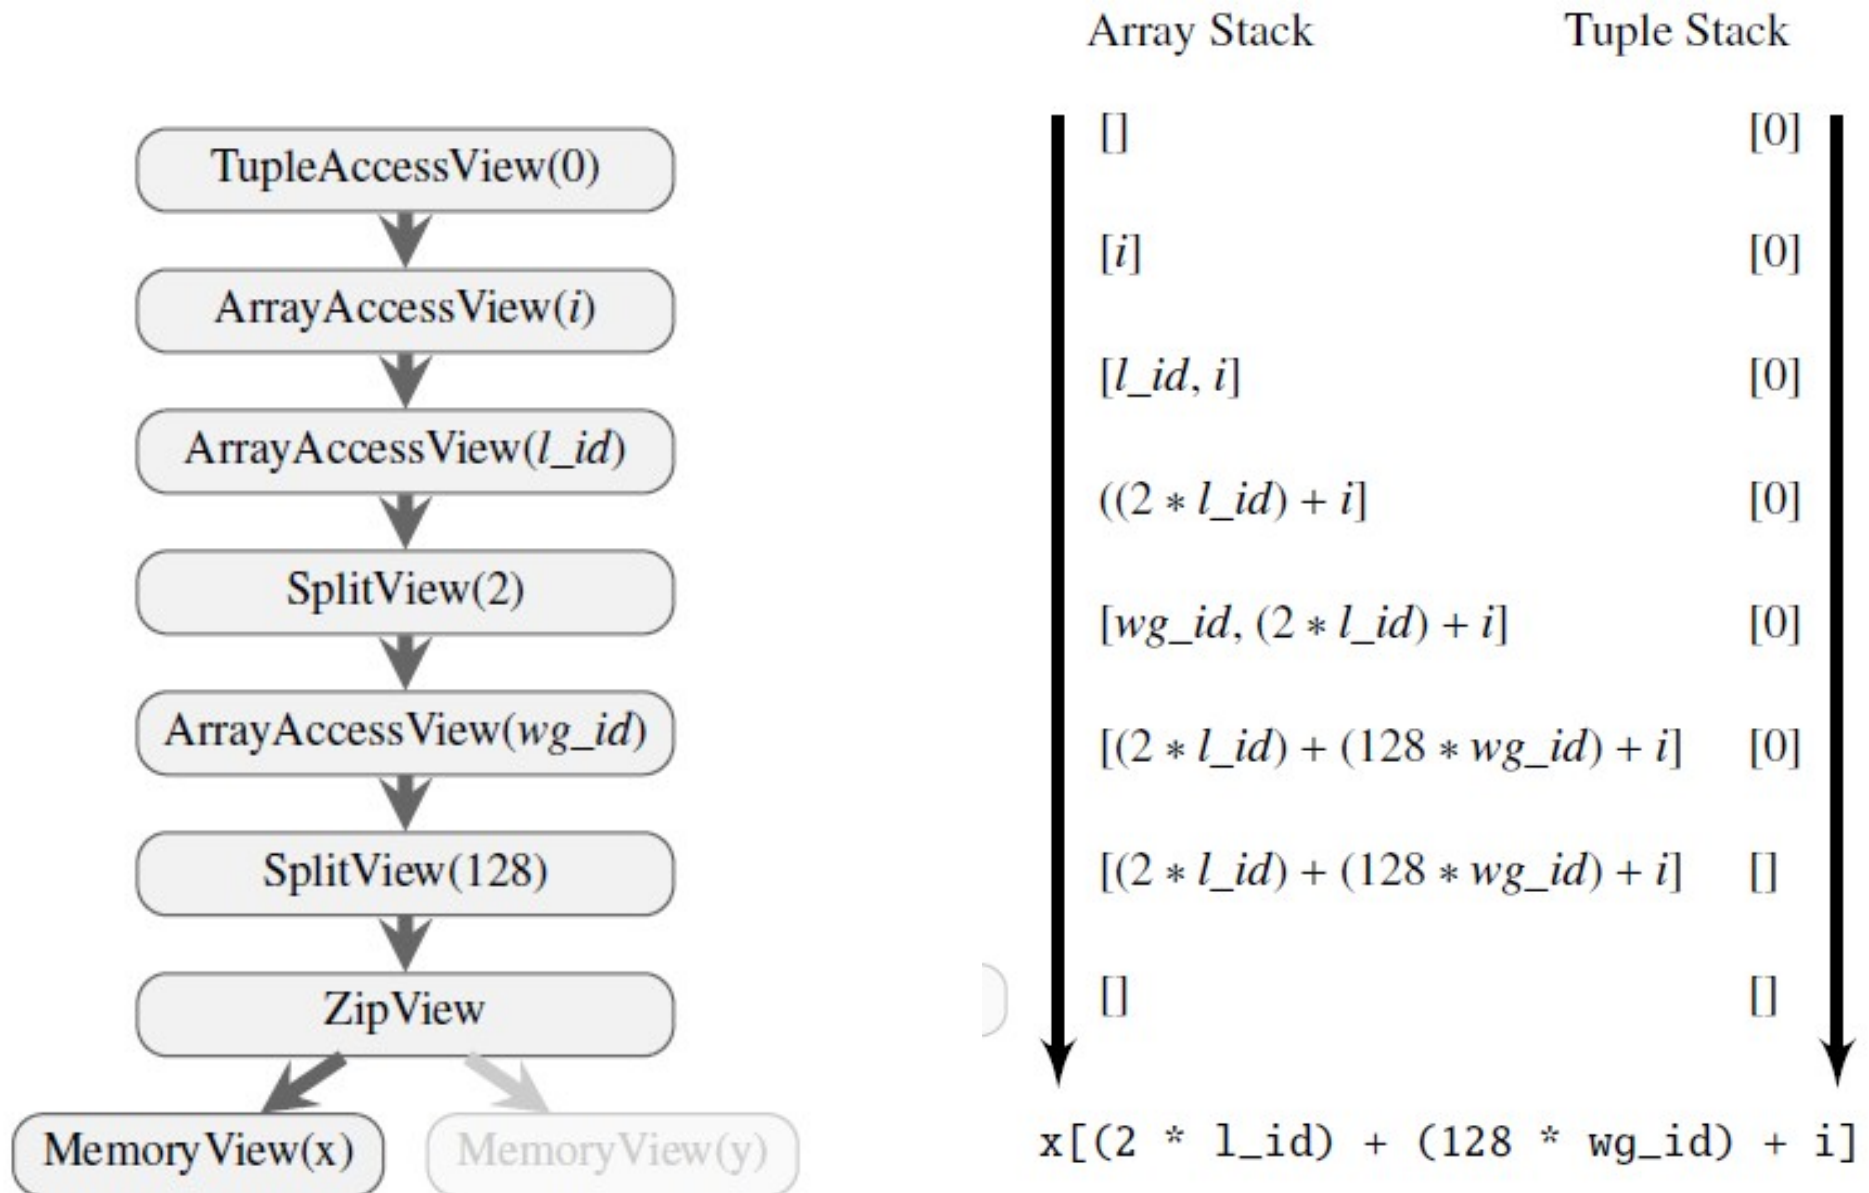 Array Stack Tuple Stack
TupleAccessView(0)
ArrayAccessView(i)
ArrayAccessView(l_id)
SplitView(2)
ArrayAccessView(wg_id)
SplitView(128)
ZipView
MemoryView(x) MemoryView(y)
[] [0]
[i] [0]
[l_id, i] [0]
((2 * l_id) + i] [0]
[wg_id, (2 * l_id) + i] [0]
[(2 * l_id) + (128 * wg_id) + i] [0]
[(2 * l_id) + (128 * wg_id) + i] []
[] []
x[(2 * l_id) + (128 * wg_id) + i]